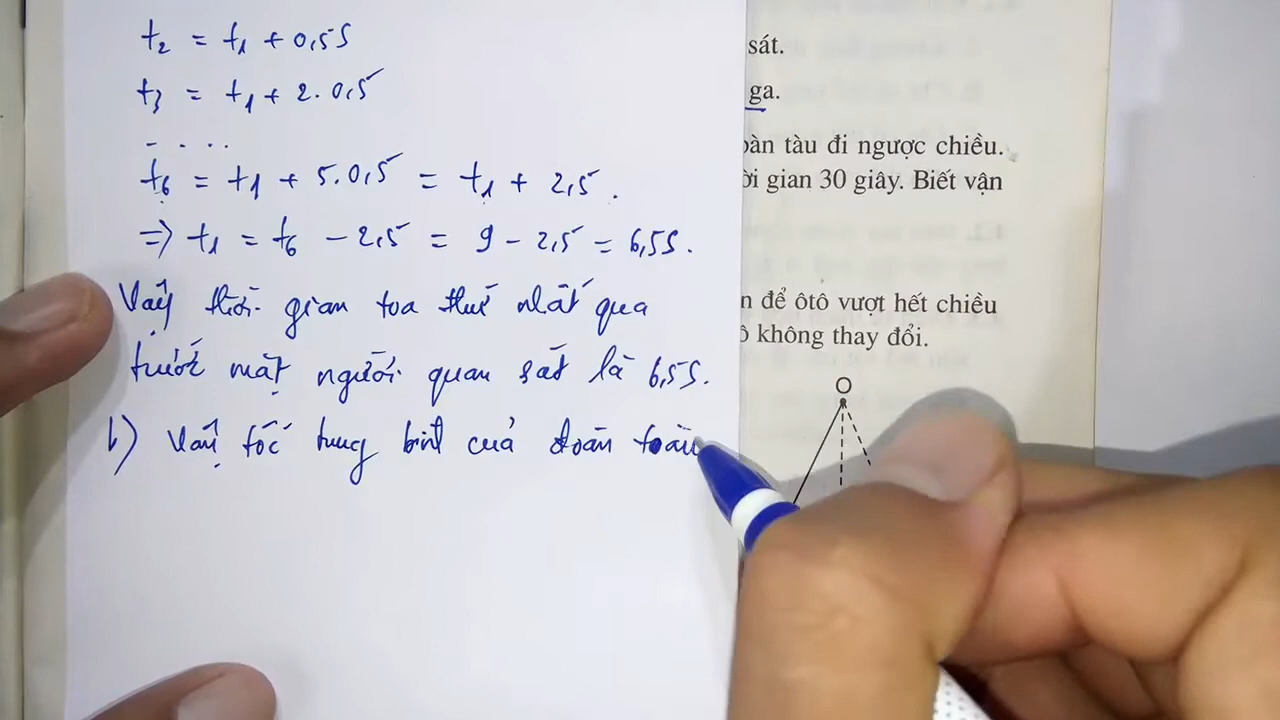 t₂ = t₁ + 0,5S
t₃ = t₁ + 2.0,5
- . . .
t₆ = t₁ + 5.0,5 = t₁ + 2,5.
=> t₁ = t₆ - 2,5 = 9 - 2,5 = 6,5S.
Vậy thời gian toa thứ nhất qua
trước mặt người quan sát là 6,5S.
b) Vận tốc trung bình của đoàn toàu
sát.
ga.
oàn tàu đi ngược chiều.
ời gian 30 giây. Biết vận
n để ôtô vượt hết chiều
ô không thay đổi.
O